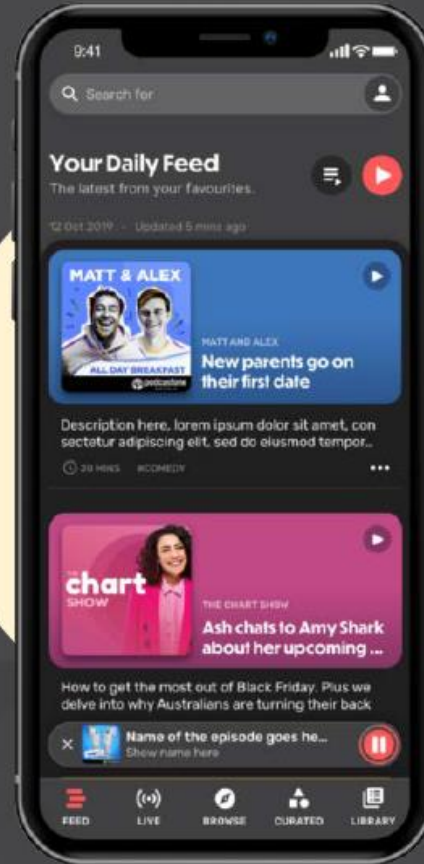 9:41
Search for
Your Daily Feed
The latest from your favourites.
12 Oct 2019 · Updated 5 mins ago
MATT & ALEX
ALL DAY BREAKFAST
podcastone
MATT AND ALEX
New parents go on
their first date
Description here, lorem ipsum dolor sit amet, con
sectetur adipiscing elit, sed do eiusmod tempor...
20 MINS #COMEDY
THE
chart
SHOW
THE CHART SHOW
Ash chats to Amy Shark
about her upcoming ...
How to get the most out of Black Friday. Plus we
delve into why Australians are turning their back
Name of the episode goes he...
Show name here
FEED LIVE BROWSE CURATED LIBRARY